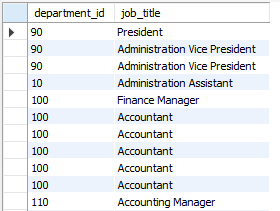 department_id job_title
90 President
90 Administration Vice President
90 Administration Vice President
10 Administration Assistant
100 Finance Manager
100 Accountant
100 Accountant
100 Accountant
100 Accountant
100 Accountant
110 Accounting Manager